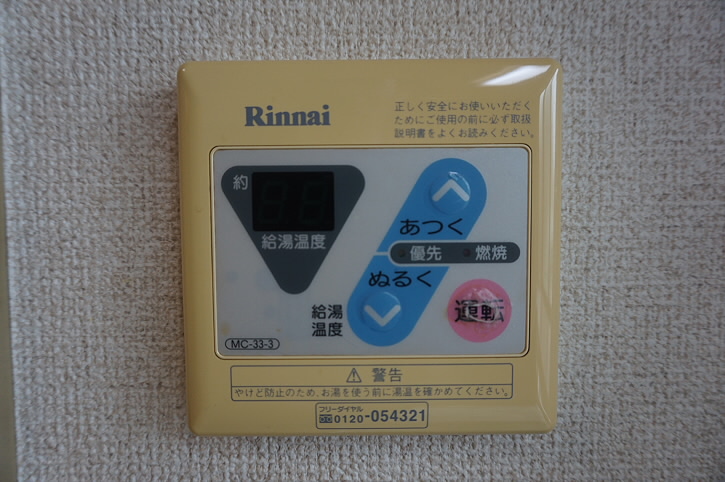 Rinnai
正しく安全にお使いいただく
ためにご使用の前に必ず取扱
説明書をよくお読みください。
約
給湯温度
あつく
優先 燃焼
ぬるく
給湯
温度
運転
MC-33-3
警告
やけど防止のため、お湯を使う前に湯温を確かめてください。
フリーダイヤル
0120-054321